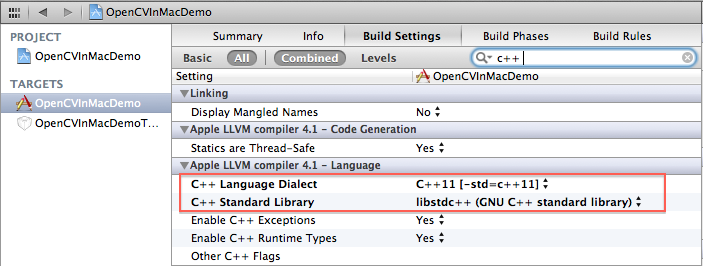 OpenCVInMacDemo
PROJECT
OpenCVInMacDemo
TARGETS
OpenCVInMacDemo
OpenCVInMacDemoT...
Summary Info Build Settings Build Phases Build Rules
Basic All Combined Levels c++
Setting OpenCVInMacDemo
Linking
Display Mangled Names No
Apple LLVM compiler 4.1 - Code Generation
Statics are Thread-Safe Yes
Apple LLVM compiler 4.1 - Language
C++ Language Dialect C++11 [-std=c++11]
C++ Standard Library libstdc++ (GNU C++ standard library)
Enable C++ Exceptions Yes
Enable C++ Runtime Types Yes
Other C++ Flags